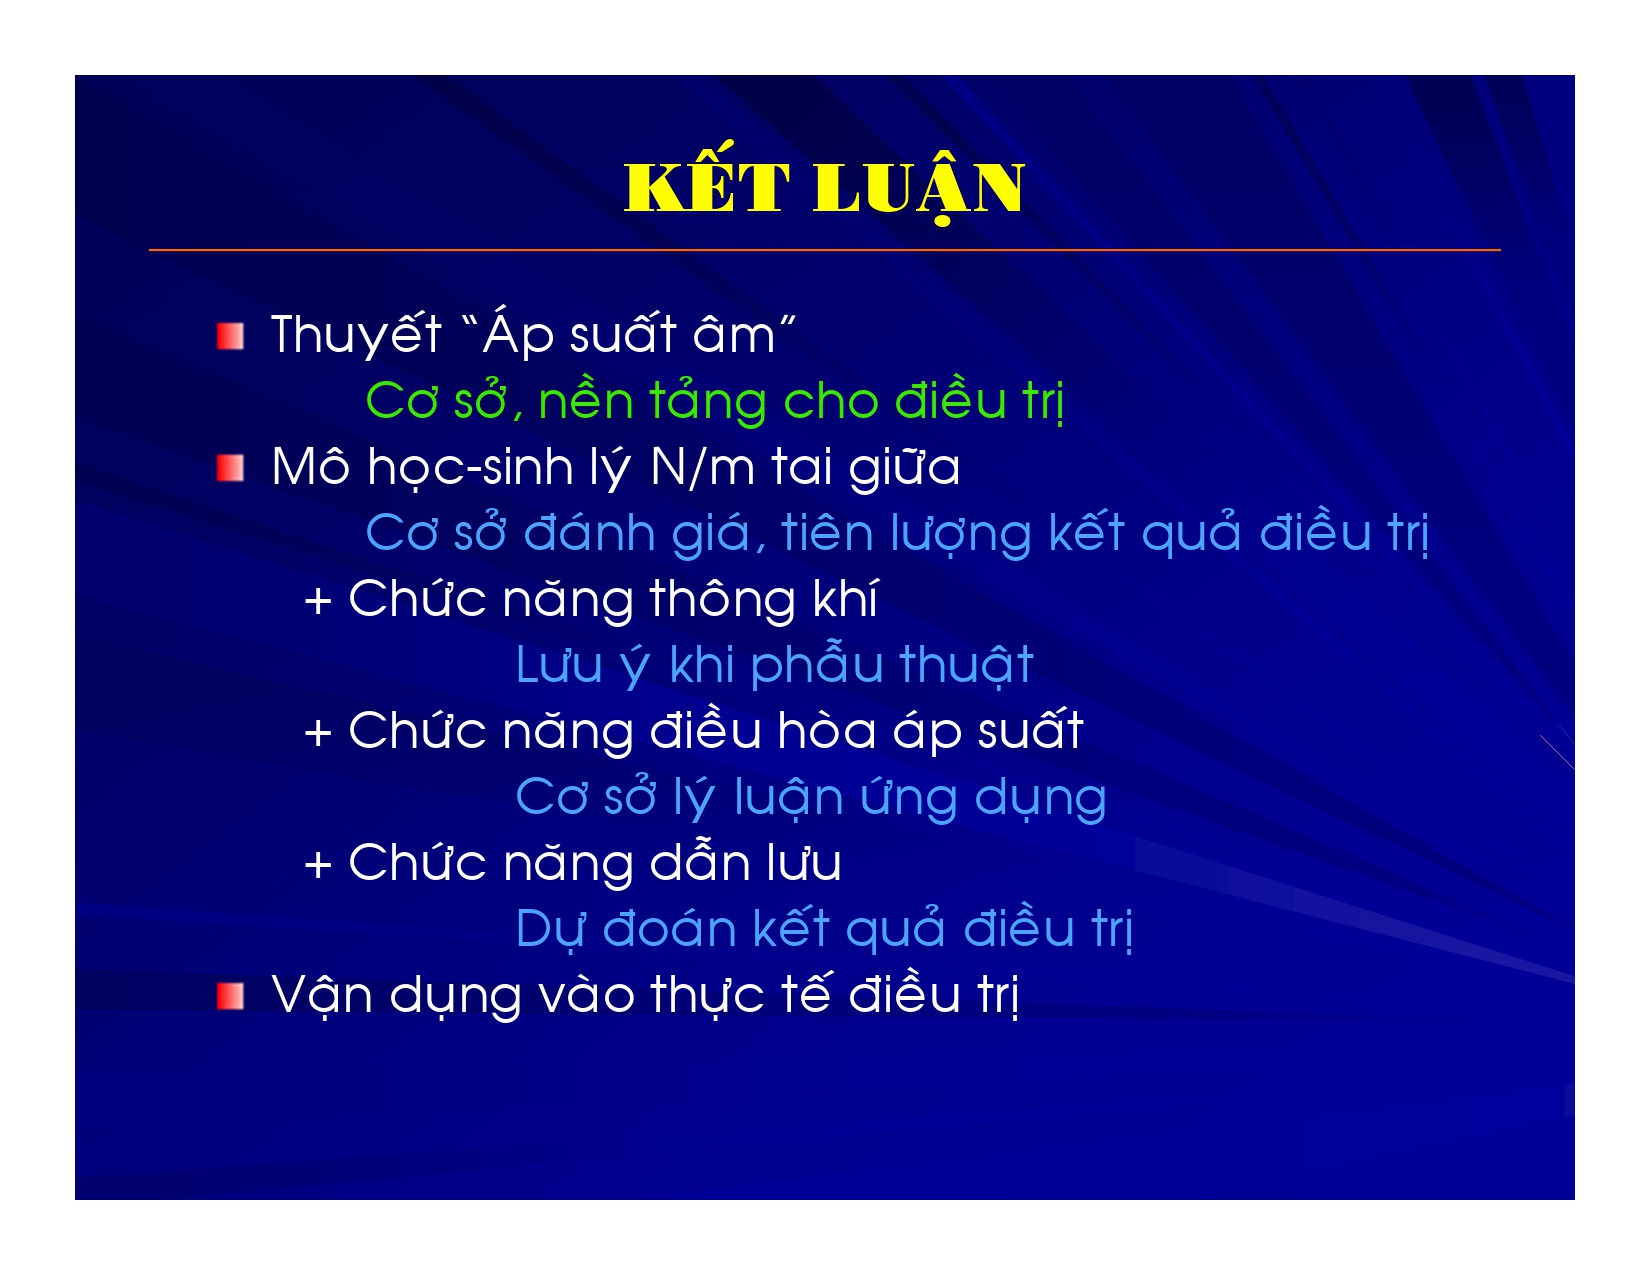 KẾT LUẬN
Thuyết “Áp suất âm”
Cơ sở, nền tảng cho điều trị
Mô học-sinh lý N/m tai giữa
Cơ sở đánh giá, tiên lượng kết quả điều trị
+ Chức năng thông khí
Lưu ý khi phẫu thuật
+ Chức năng điều hòa áp suất
Cơ sở lý luận ứng dụng
+ Chức năng dẫn lưu
Dự đoán kết quả điều trị
Vận dụng vào thực tế điều trị